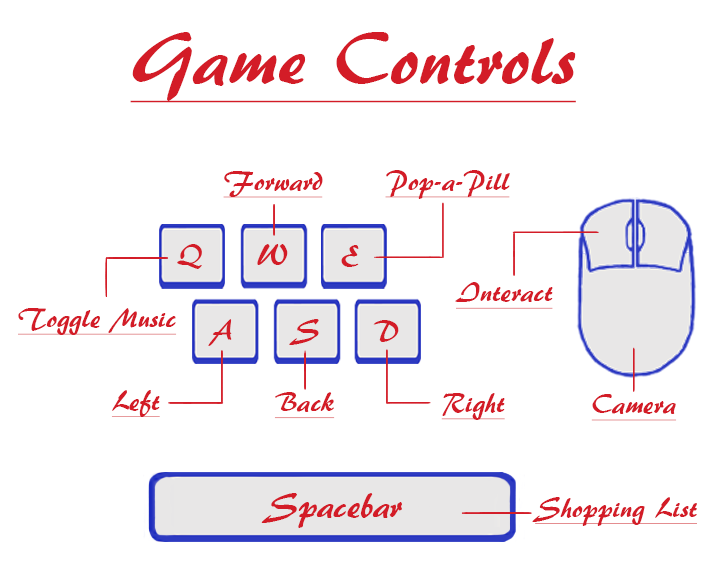 Game Controls
Forward
Pop-a-Pill
Q
W
E
Interact
Toggle Music
A
S
D
Left
Back
Right
Camera
Spacebar
Shopping List